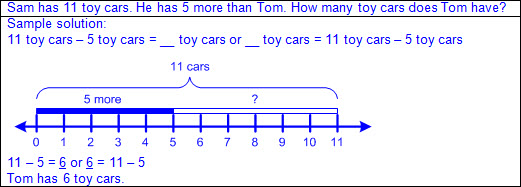 Sam has 11 toy cars. He has 5 more than Tom. How many toy cars does Tom have?
Sample solution:
11 toy cars – 5 toy cars = __ toy cars or __ toy cars = 11 toy cars – 5 toy cars
11 cars
5 more ?
0 1 2 3 4 5 6 7 8 9 10 11
11 – 5 = 6 or 6 = 11 – 5
Tom has 6 toy cars.